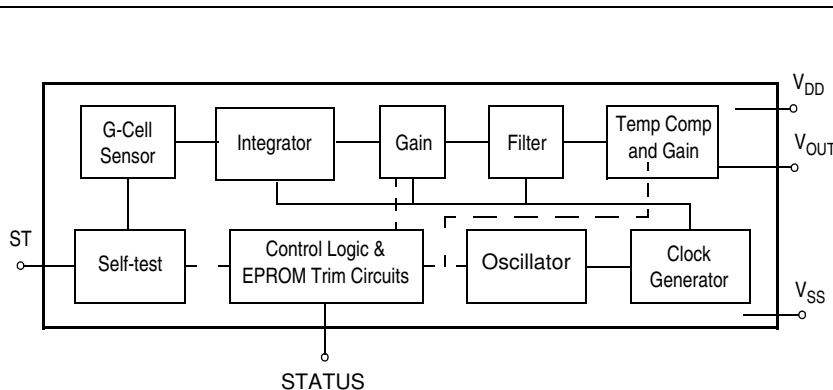 V_DD
G-Cell
Sensor
Integrator
Gain
Filter
Temp Comp
and Gain
V_OUT
ST
Self-test
Control Logic &
EPROM Trim Circuits
Oscillator
Clock
Generator
V_SS
STATUS